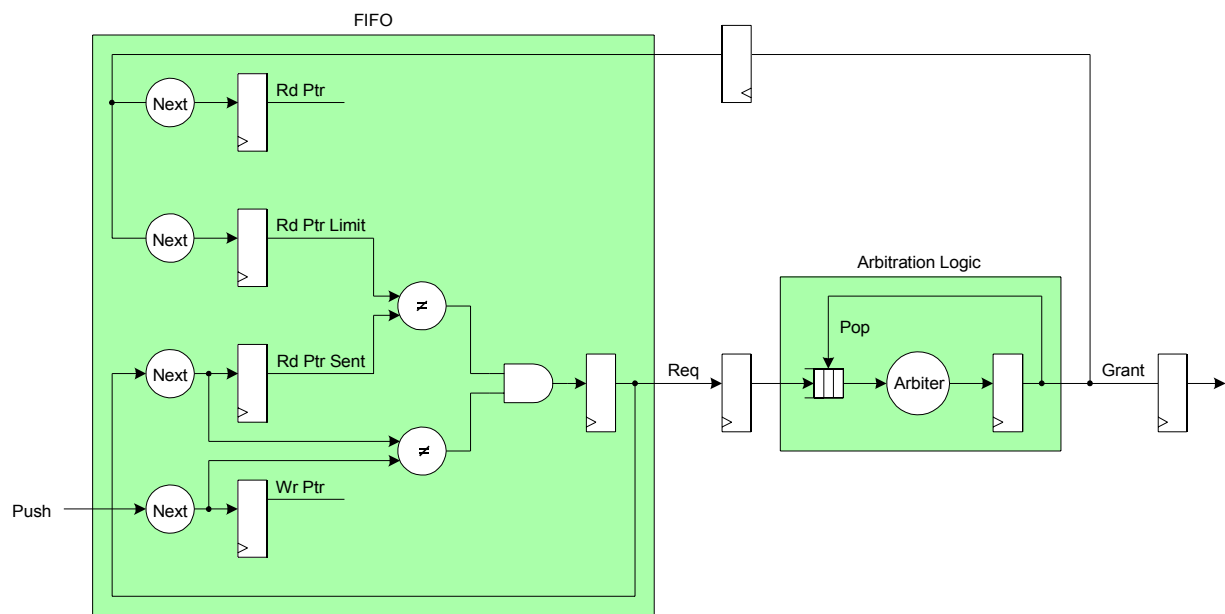 FIFO
Next
Rd Ptr
Next
Rd Ptr Limit
≠
Arbitration Logic
Pop
Next
Rd Ptr Sent
Req
Arbiter
Grant
≠
Push
Next
Wr Ptr